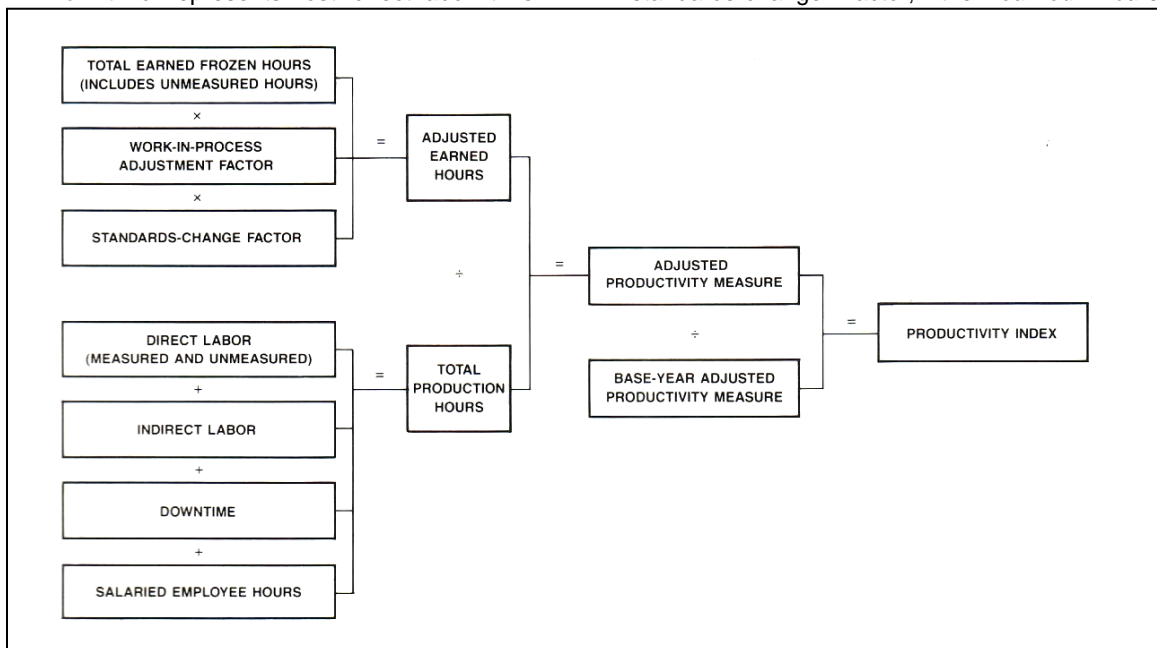 TOTAL EARNED FROZEN HOURS
(INCLUDES UNMEASURED HOURS)
×
WORK-IN-PROCESS
ADJUSTMENT FACTOR
×
STANDARDS-CHANGE FACTOR
=
ADJUSTED
EARNED
HOURS
÷
DIRECT LABOR
(MEASURED AND UNMEASURED)
+
INDIRECT LABOR
+
DOWNTIME
+
SALARIED EMPLOYEE HOURS
=
TOTAL
PRODUCTION
HOURS
=
ADJUSTED
PRODUCTIVITY MEASURE
÷
BASE-YEAR ADJUSTED
PRODUCTIVITY MEASURE
=
PRODUCTIVITY INDEX